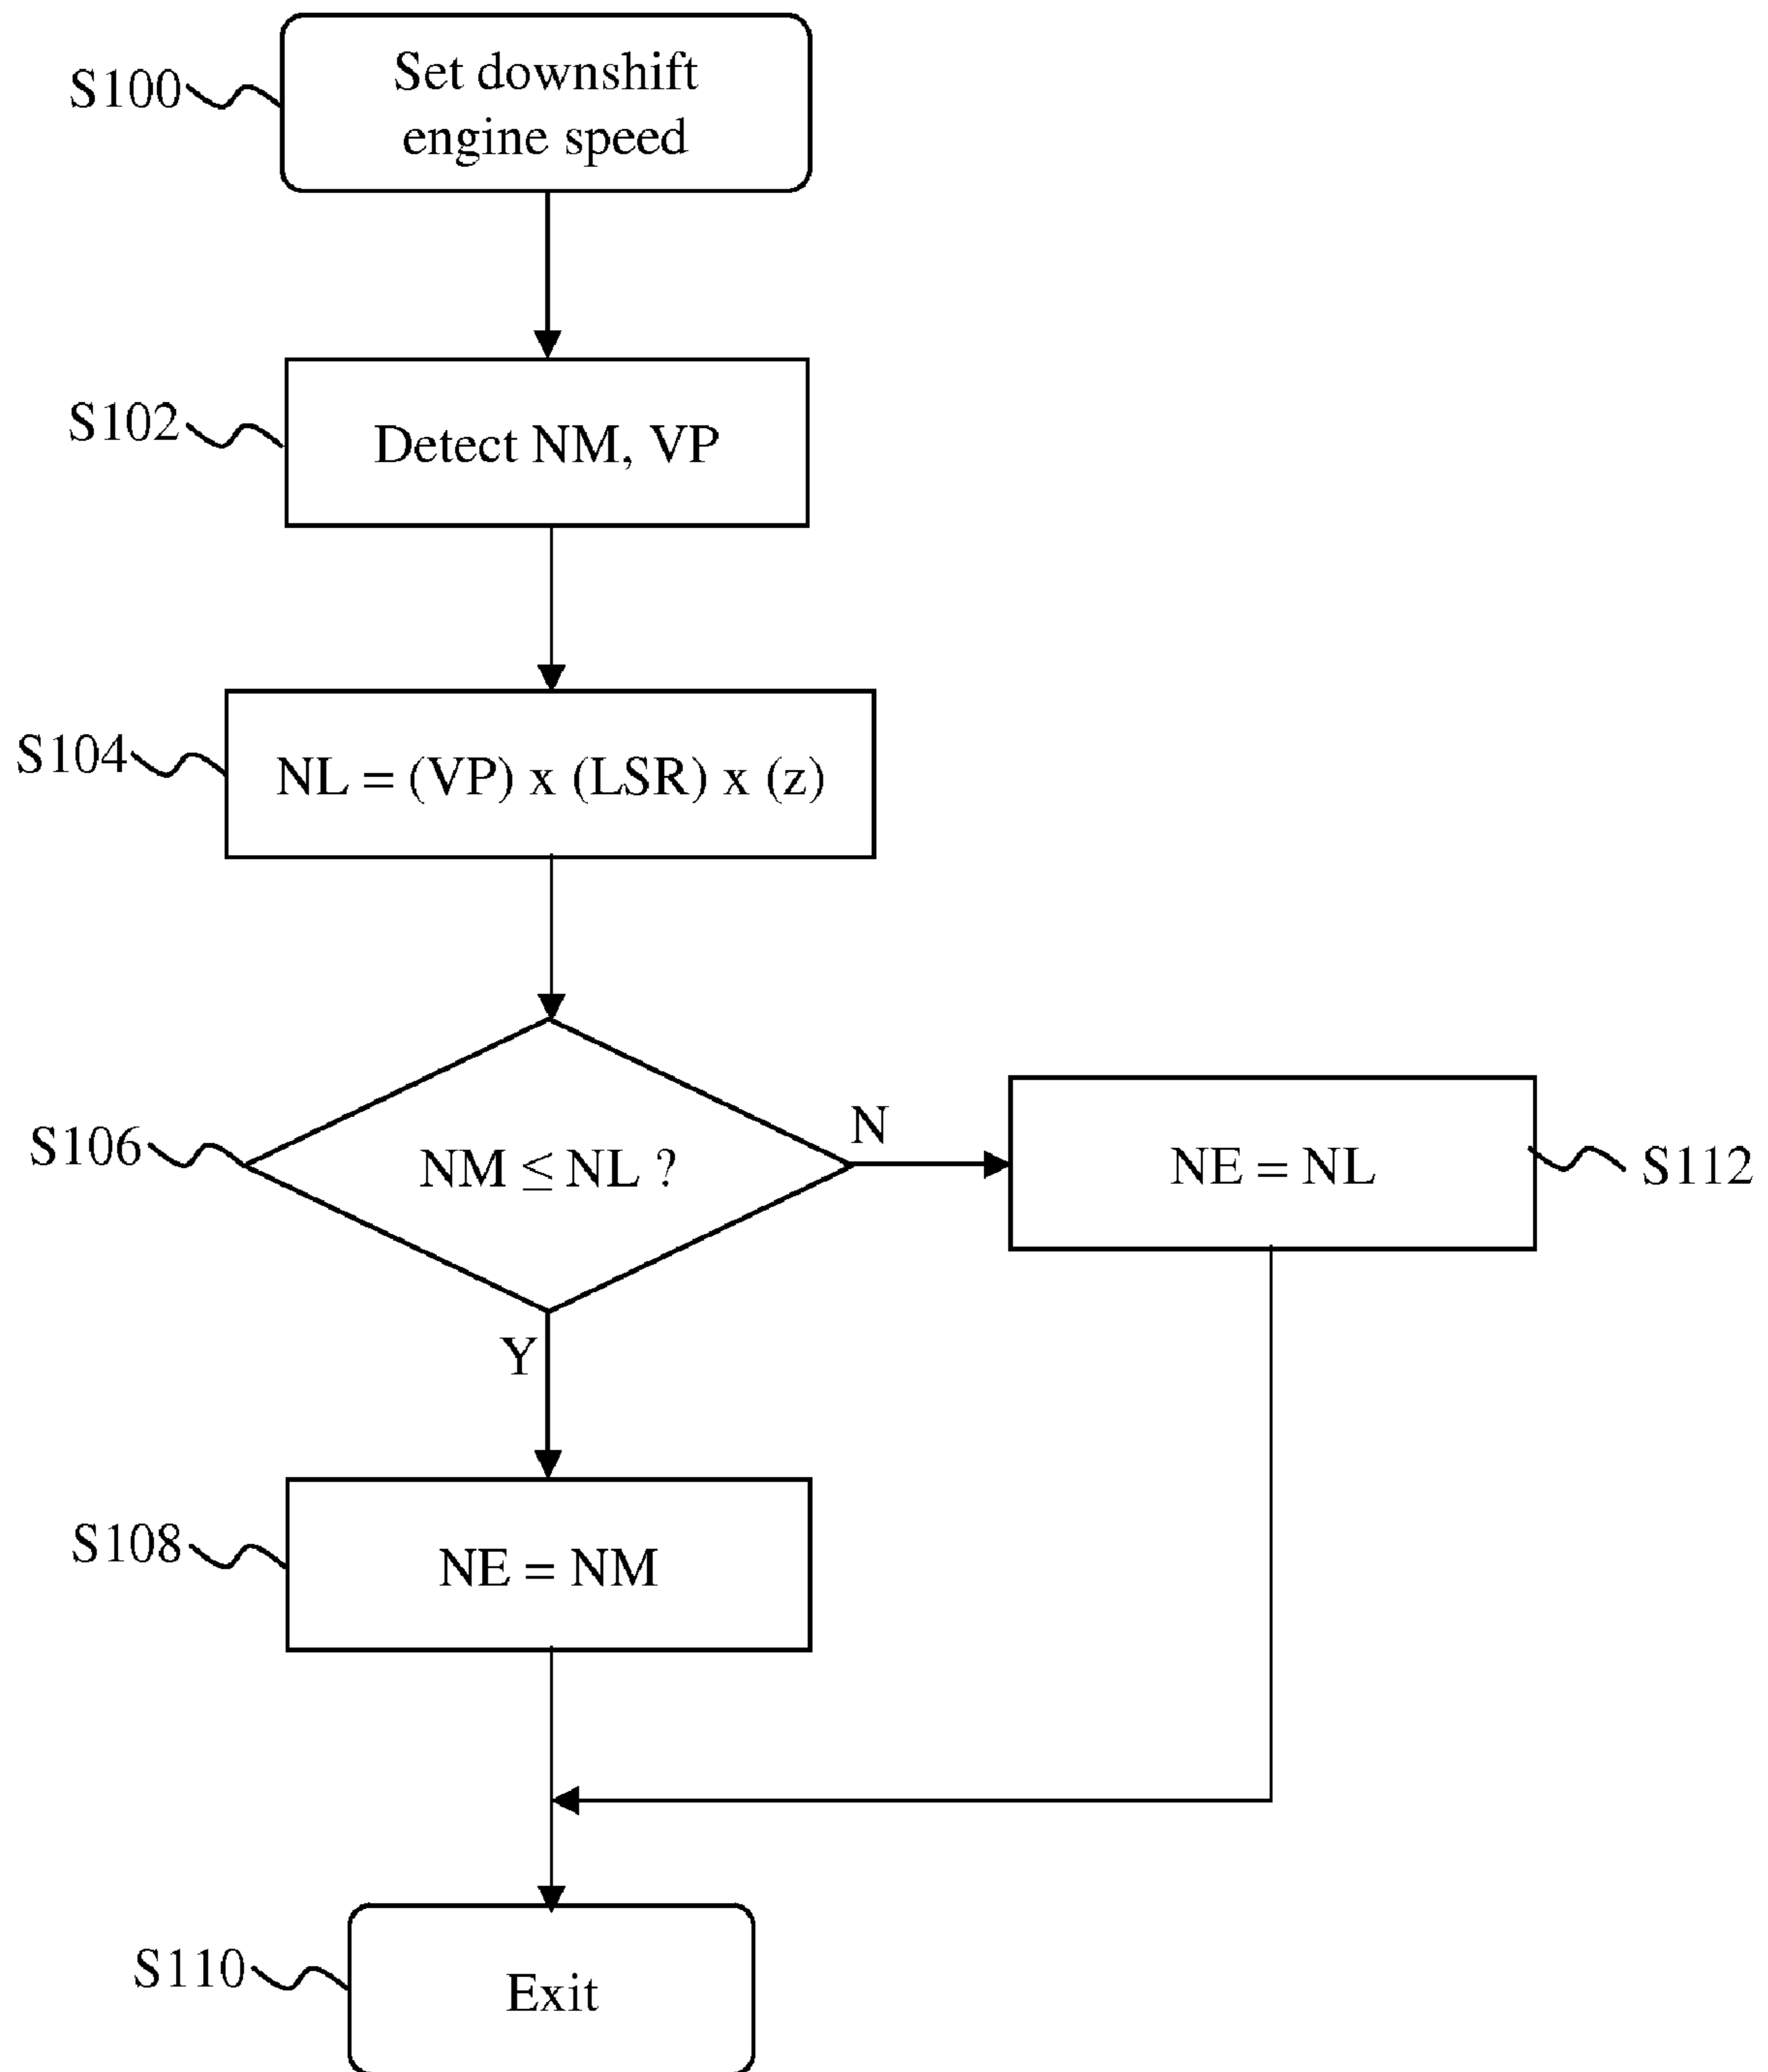 S100
Set downshift
engine speed
S102
Detect NM, VP
S104
NL = (VP) x (LSR) x (z)
S106
NM ≤ NL ?
N
NE = NL
S112
Y
S108
NE = NM
S110
Exit